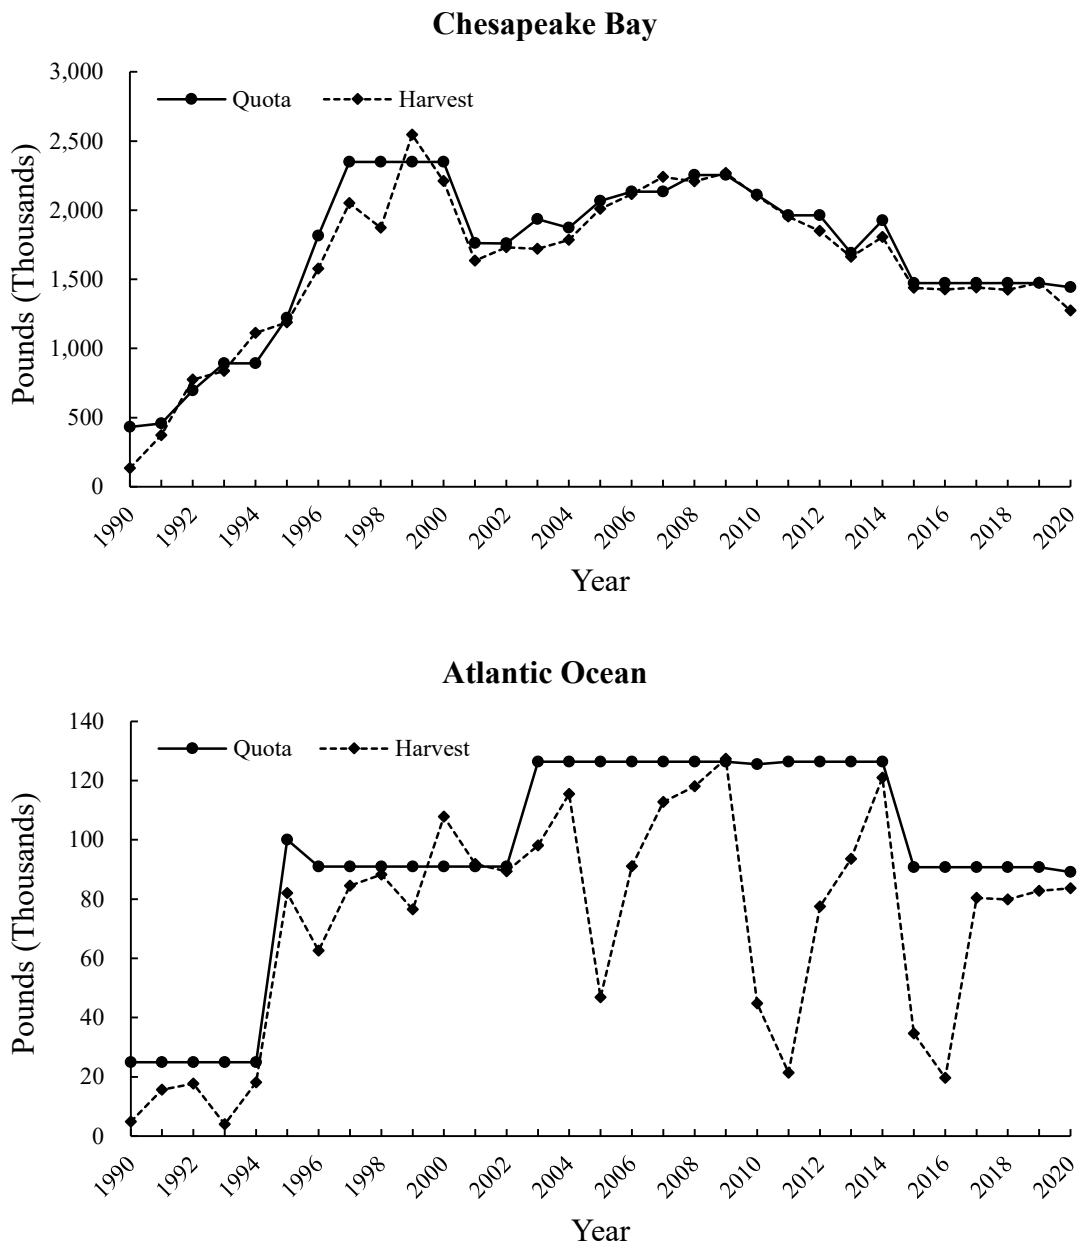 Chesapeake Bay
3,000
Quota Harvest
2,500
2,000
1,500
1,000
500
0
Pounds (Thousands)
1990 1992 1994 1996 1998 2000 2002 2004 2006 2008 2010 2012 2014 2016 2018 2020
Year
Atlantic Ocean
140
Quota Harvest
120
100
80
60
40
20
0
Pounds (Thousands)
1990 1992 1994 1996 1998 2000 2002 2004 2006 2008 2010 2012 2014 2016 2018 2020
Year